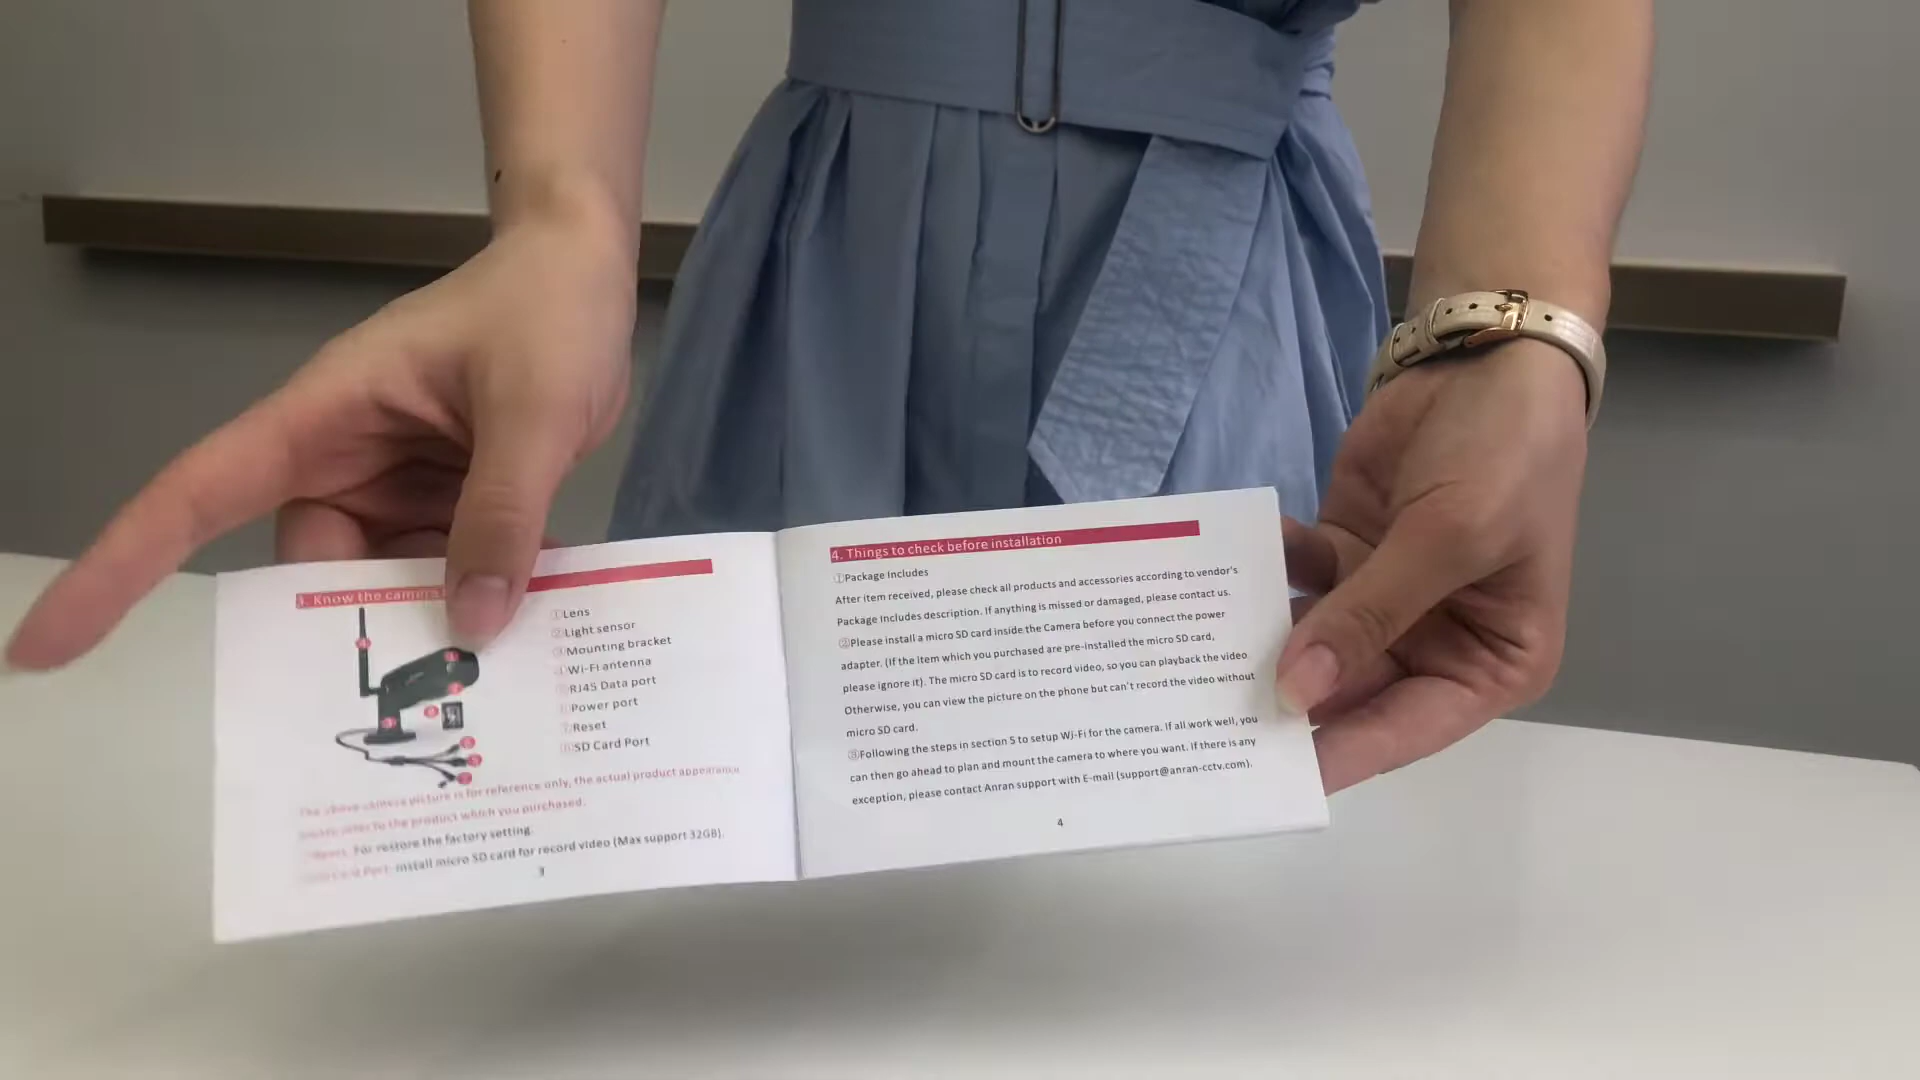 3. Know the camera
①Lens
②Light sensor
③Mounting bracket
④Wi-Fi antenna
⑤RJ45 Data port
⑥Power port
⑦Reset
⑧SD Card Port
The above camera picture is for reference only, the actual product appearance
please refer to the product which you purchased.
⑦Reset: For restore the factory setting.
⑧SD Card Port: Install micro SD card for record video (Max support 32GB).
3
4. Things to check before installation
①Package Includes
After item received, please check all products and accessories according to vendor's
Package Includes description. If anything is missed or damaged, please contact us.
②Please install a micro SD card inside the Camera before you connect the power
adapter. (If the item which you purchased are pre-installed the micro SD card,
please ignore it). The micro SD card is to record video, so you can playback the video
Otherwise, you can view the picture on the phone but can't record the video without
micro SD card.
③Following the steps in section 5 to setup Wj-Fi for the camera. If all work well, you
can then go ahead to plan and mount the camera to where you want. If there is any
exception, please contact Anran support with E-mail (support@anran-cctv.com).
4